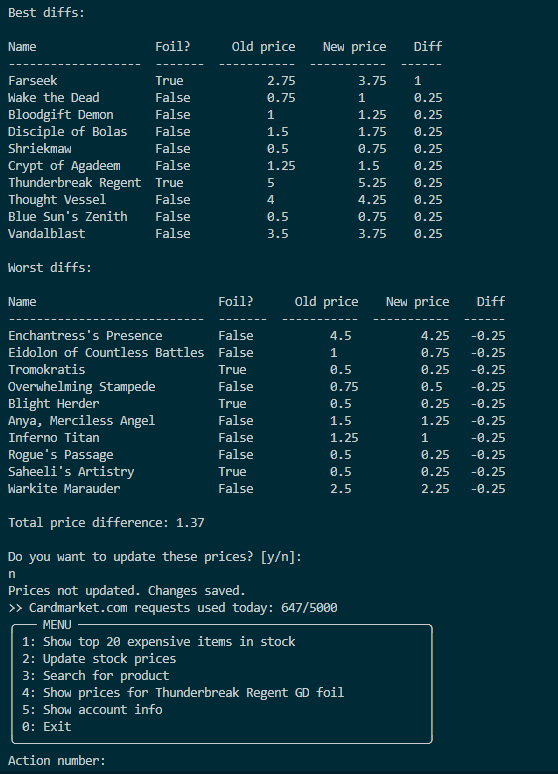 Best diffs:
Name Foil? Old price New price Diff
------------------- ------- ----------- ----------- ------
Farseek True 2.75 3.75 1
Wake the Dead False 0.75 1 0.25
Bloodgift Demon False 1 1.25 0.25
Disciple of Bolas False 1.5 1.75 0.25
Shriekmaw False 0.5 0.75 0.25
Crypt of Agadeem False 1.25 1.5 0.25
Thunderbreak Regent True 5 5.25 0.25
Thought Vessel False 4 4.25 0.25
Blue Sun's Zenith False 0.5 0.75 0.25
Vandalblast False 3.5 3.75 0.25
Worst diffs:
Name Foil? Old price New price Diff
---------------------------- ------- ----------- ----------- ------
Enchantress's Presence False 4.5 4.25 -0.25
Eidolon of Countless Battles False 1 0.75 -0.25
Tromokratis True 0.5 0.25 -0.25
Overwhelming Stampede False 0.75 0.5 -0.25
Blight Herder True 0.5 0.25 -0.25
Anya, Merciless Angel False 1.5 1.25 -0.25
Inferno Titan False 1.25 1 -0.25
Rogue's Passage False 0.5 0.25 -0.25
Saheeli's Artistry True 0.5 0.25 -0.25
Warkite Marauder False 2.5 2.25 -0.25
Total price difference: 1.37
Do you want to update these prices? [y/n]:
n
Prices not updated. Changes saved.
>> Cardmarket.com requests used today: 647/5000
MENU
1: Show top 20 expensive items in stock
2: Update stock prices
3: Search for product
4: Show prices for Thunderbreak Regent GD foil
5: Show account info
0: Exit
Action number: